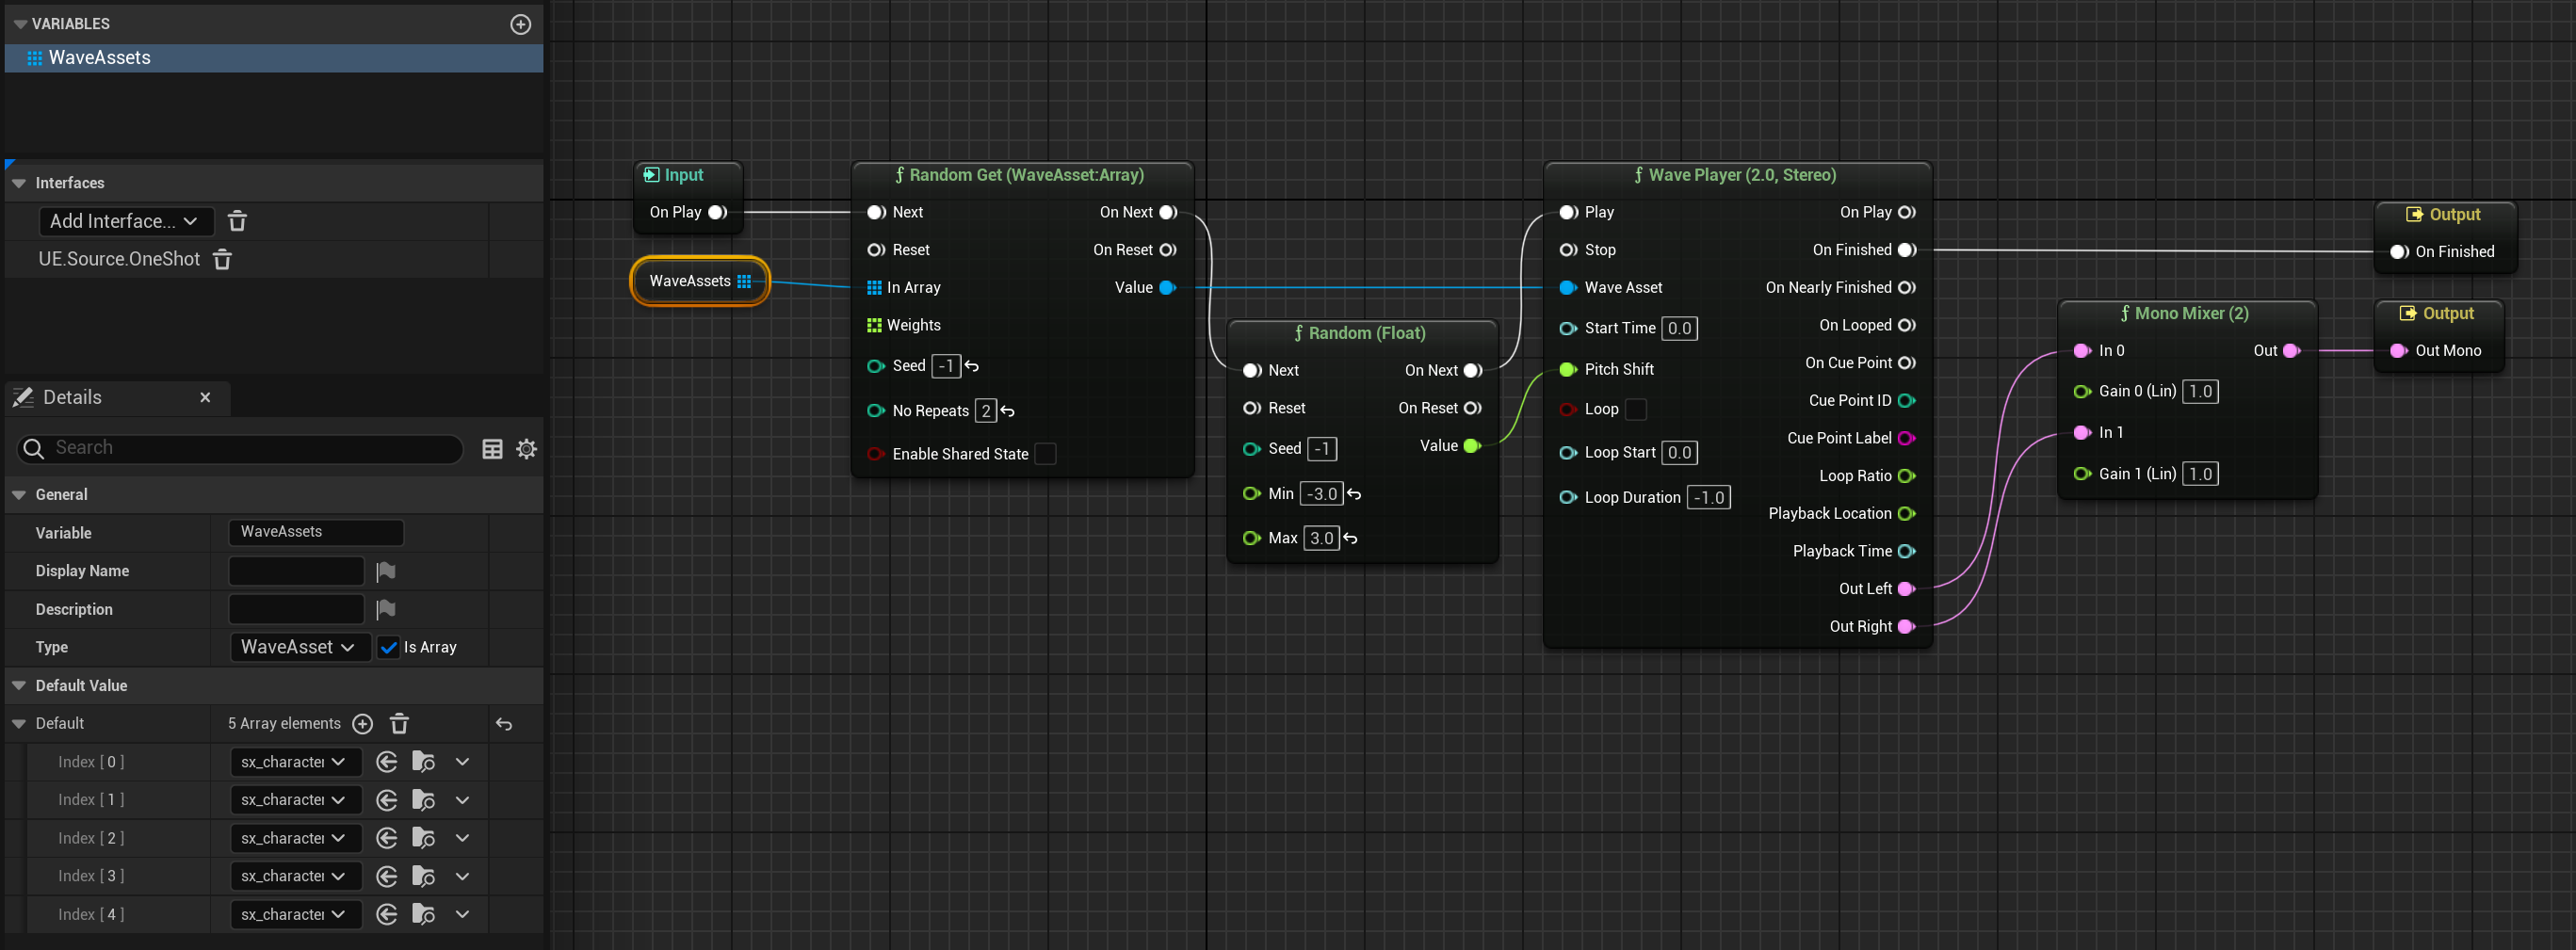 VARIABLES
WaveAssets
Interfaces
Add Interface...
UE.Source.OneShot
Details
Search
General
Variable WaveAssets
Display Name
Description
Type WaveAsset Is Array
Default Value
Default 5 Array elements
Index [ 0 ] sx_character
Index [ 1 ] sx_character
Index [ 2 ] sx_character
Index [ 3 ] sx_character
Index [ 4 ] sx_character
Input
On Play
WaveAssets
Random Get (WaveAsset:Array)
Next On Next
Reset On Reset
In Array Value
Weights
Seed -1
No Repeats 2
Enable Shared State
Random (Float)
Next On Next
Reset On Reset
Seed -1 Value
Min -3.0
Max 3.0
Wave Player (2.0, Stereo)
Play On Play
Stop On Finished
Wave Asset On Nearly Finished
Start Time 0.0 On Looped
Pitch Shift On Cue Point
Loop Cue Point ID
Cue Point Label
Loop Start 0.0
Loop Ratio
Loop Duration -1.0
Playback Location
Playback Time
Out Left
Out Right
Mono Mixer (2)
In 0 Out
Gain 0 (Lin) 1.0
In 1
Gain 1 (Lin) 1.0
Output
On Finished
Output
Out Mono